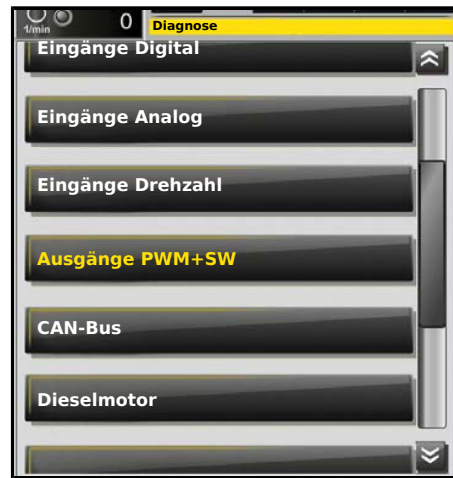 0
1/min
Diagnose
Eingänge Digital
Eingänge Analog
Eingänge Drehzahl
Ausgänge PWM+SW
CAN-Bus
Dieselmotor